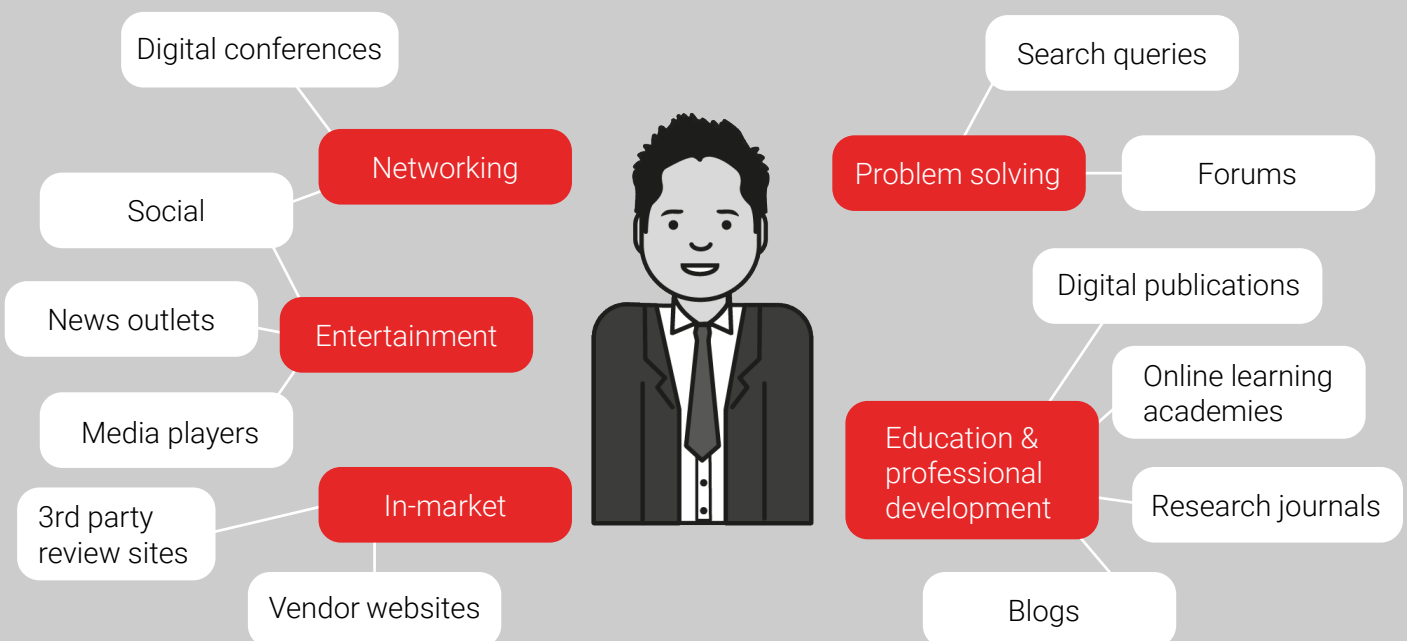 Digital conferences
Networking
Social
News outlets
Entertainment
Media players
In-market
3rd party
review sites
Vendor websites
Search queries
Problem solving
Forums
Digital publications
Online learning
academies
Education &
professional
development
Research journals
Blogs